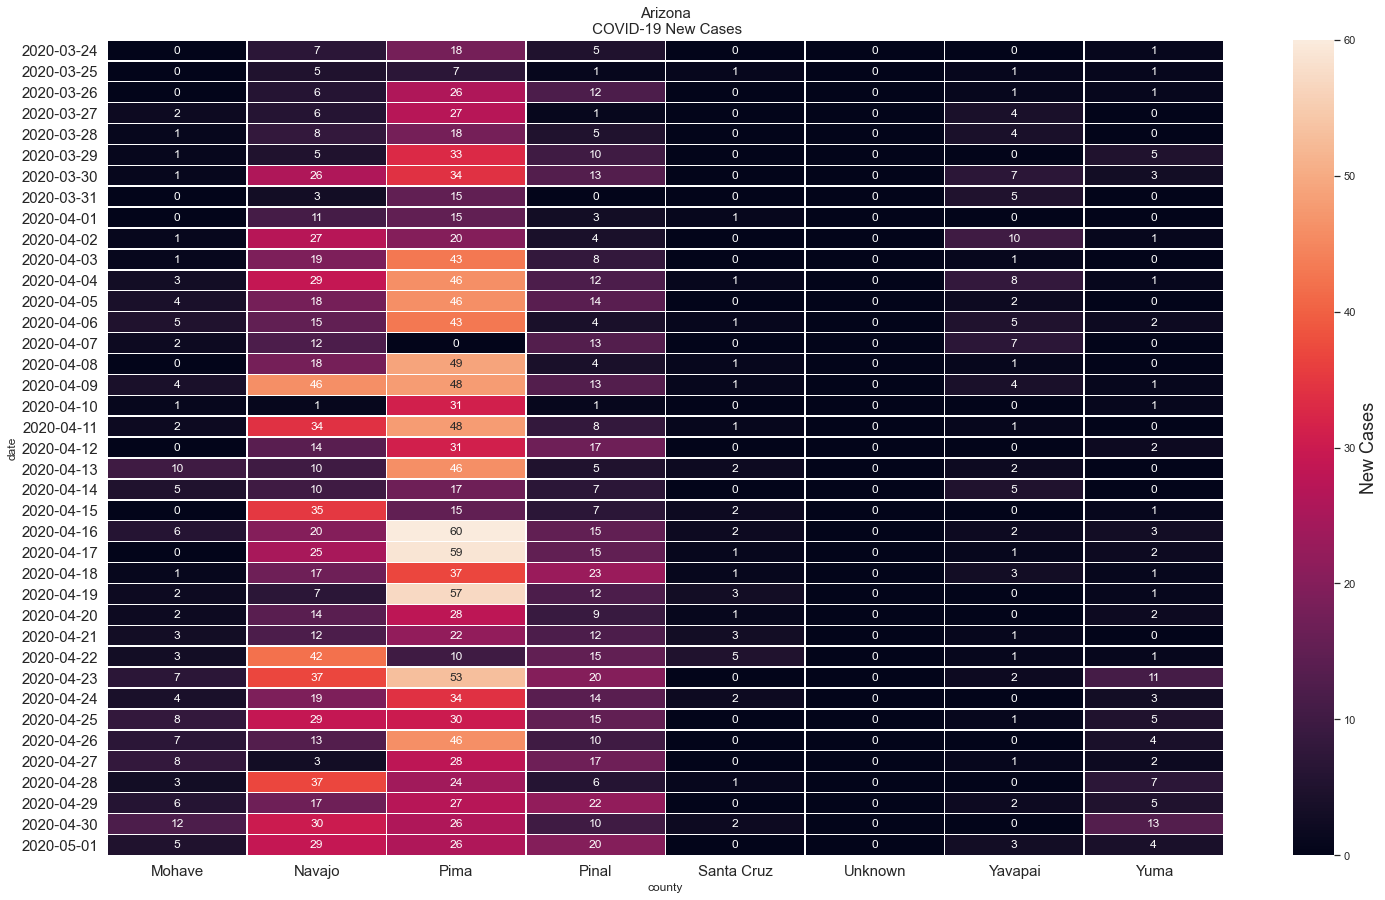 Arizona
COVID-19 New Cases
2020-03-24 0 7 18 5 0 0 0 1
2020-03-25 0 5 7 1 1 0 1 1
2020-03-26 0 6 26 12 0 0 1 1
2020-03-27 2 6 27 1 0 0 4 0
2020-03-28 1 8 18 5 0 0 4 0
2020-03-29 1 5 33 10 0 0 0 5
2020-03-30 1 26 34 13 0 0 7 3
2020-03-31 0 3 15 0 0 0 5 0
2020-04-01 0 11 15 3 1 0 0 0
2020-04-02 1 27 20 4 0 0 10 1
2020-04-03 1 19 43 8 0 0 1 0
2020-04-04 3 29 46 12 1 0 8 1
2020-04-05 4 18 46 14 0 0 2 0
2020-04-06 5 15 43 4 1 0 5 2
2020-04-07 2 12 0 13 0 0 7 0
2020-04-08 0 18 49 4 1 0 1 0
2020-04-09 4 46 48 13 1 0 4 1
2020-04-10 1 1 31 1 0 0 0 1
2020-04-11 2 34 48 8 1 0 1 0
2020-04-12 0 14 31 17 0 0 0 2
2020-04-13 10 10 46 5 2 0 2 0
2020-04-14 5 10 17 7 0 0 5 0
2020-04-15 0 35 15 7 2 0 0 1
2020-04-16 6 20 60 15 2 0 2 3
2020-04-17 0 25 59 15 1 0 1 2
2020-04-18 1 17 37 23 1 0 3 1
2020-04-19 2 7 57 12 3 0 0 1
2020-04-20 2 14 28 9 1 0 0 2
2020-04-21 3 12 22 12 3 0 1 0
2020-04-22 3 42 10 15 5 0 1 1
2020-04-23 7 37 53 20 0 0 2 11
2020-04-24 4 19 34 14 2 0 0 3
2020-04-25 8 29 30 15 0 0 1 5
2020-04-26 7 13 46 10 0 0 0 4
2020-04-27 8 3 28 17 0 0 1 2
2020-04-28 3 37 24 6 1 0 0 7
2020-04-29 6 17 27 22 0 0 2 5
2020-04-30 12 30 26 10 2 0 0 13
2020-05-01 5 29 26 20 0 0 3 4
Mohave Navajo Pima Pinal Santa Cruz Unknown Yavapai Yuma
county
date
60
50
40
30
20
10
0
New Cases